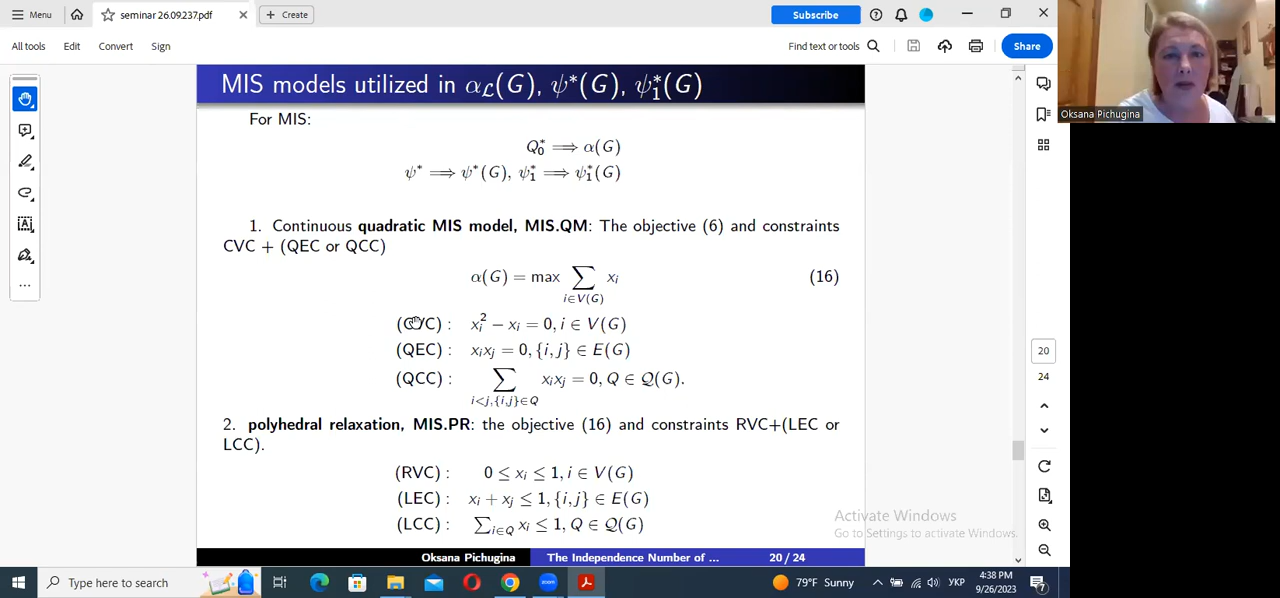 Menu
seminar 26.09.237.pdf
Create
Subscribe
All tools
Edit
Convert
Sign
Find text or tools
Share
MIS models utilized in α_𝓛(G), ψ*(G), ψ₁*(G)
Oksana Pichugina
For MIS:
Q₀* ⟹ α(G)
ψ* ⟹ ψ*(G), ψ₁* ⟹ ψ₁*(G)
1. Continuous quadratic MIS model, MIS.QM: The objective (6) and constraints
CVC + (QEC or QCC)
α(G) = max ∑_{i∈V(G)} x_i (16)
(CVC) : x_i² − x_i = 0, i ∈ V(G)
(QEC) : x_i x_j = 0, {i, j} ∈ E(G)
(QCC) : ∑_{i<j,{i,j}∈Q} x_i x_j = 0, Q ∈ 𝒬(G).
20
24
2. polyhedral relaxation, MIS.PR: the objective (16) and constraints RVC+(LEC or
LCC).
(RVC) : 0 ≤ x_i ≤ 1, i ∈ V(G)
(LEC) : x_i + x_j ≤ 1, {i, j} ∈ E(G)
(LCC) : ∑_{i∈Q} x_i ≤ 1, Q ∈ 𝒬(G)
Activate Windows
Go to Settings to activate Windows.
Oksana Pichugina
The Independence Number of ...
20 / 24
Type here to search
zoom
79°F Sunny
УКР
4:38 PM
9/26/2023